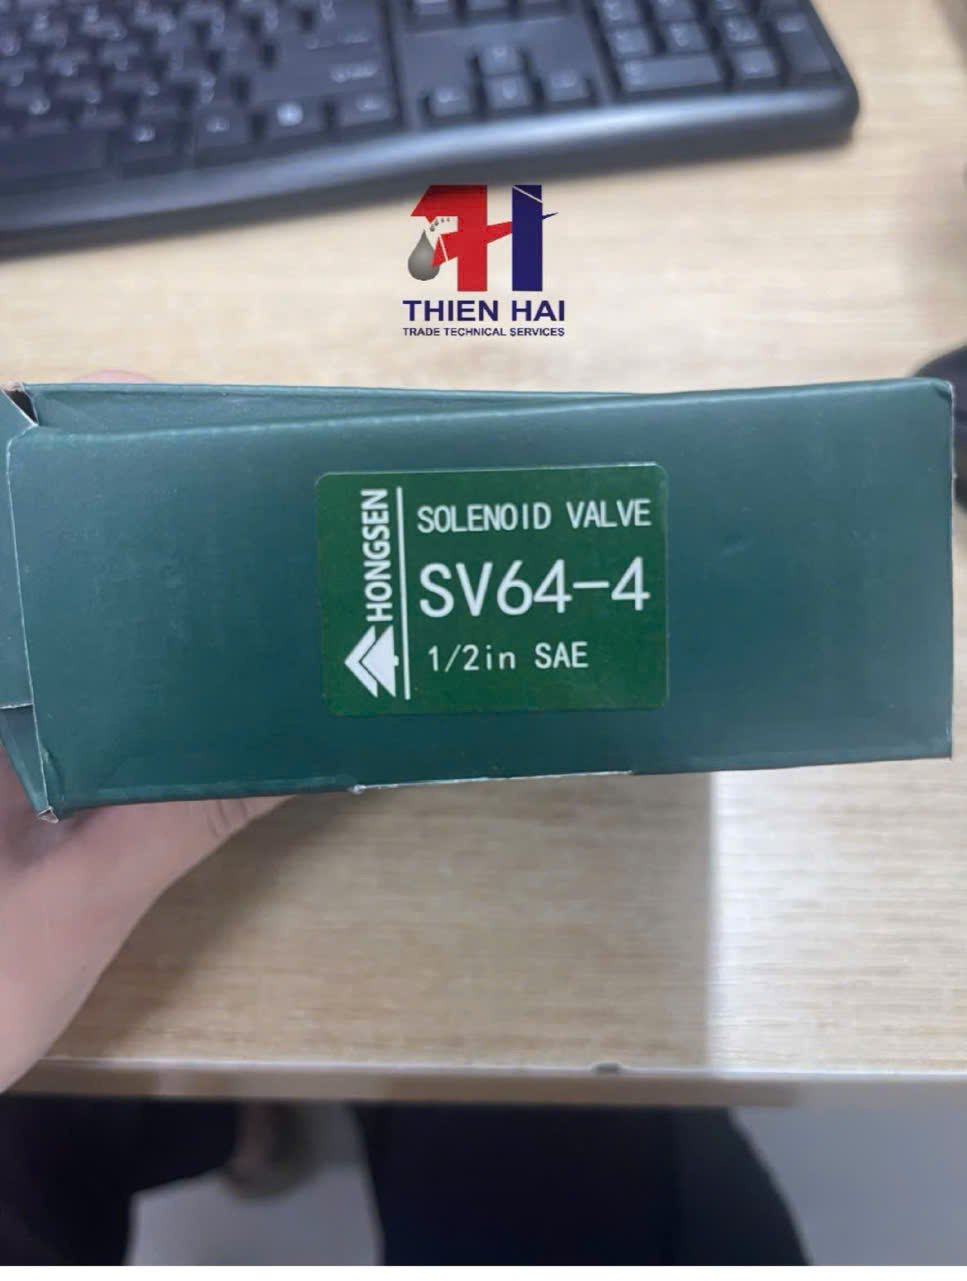 THIEN HAI
TRADE TECHNICAL SERVICES
HONGSEN
SOLENOID VALVE
SV64-4
1/2in SAE